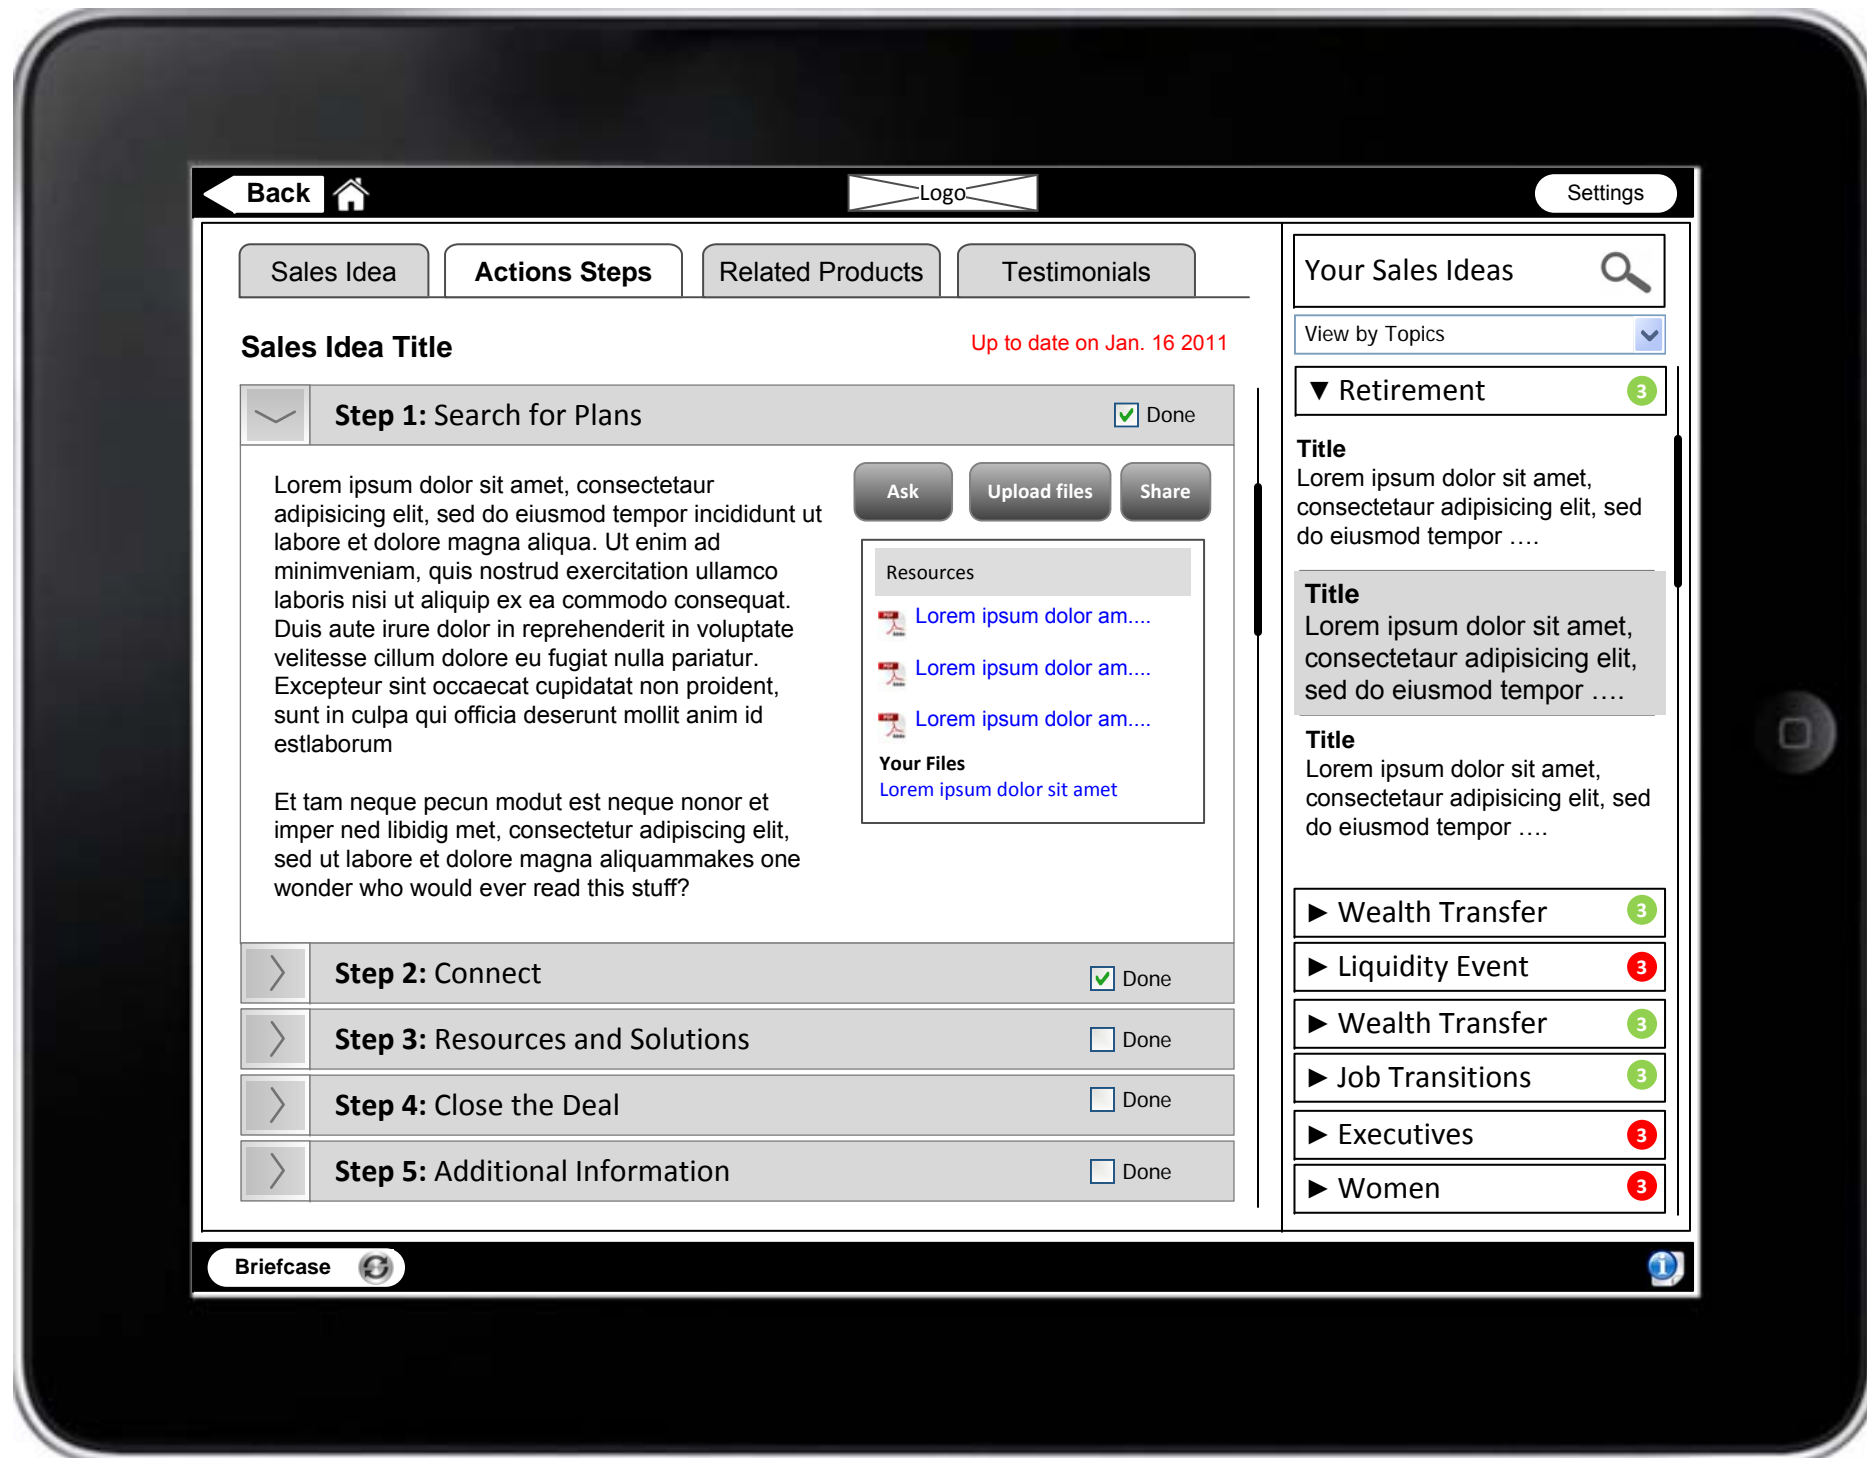 Back
Logo
Settings
Sales Idea
Actions Steps
Related Products
Testimonials
Sales Idea Title
Up to date on Jan. 16 2011
Step 1: Search for Plans
Done
Lorem ipsum dolor sit amet, consectetaur
adipisicing elit, sed do eiusmod tempor incididunt ut
labore et dolore magna aliqua. Ut enim ad
minimveniam, quis nostrud exercitation ullamco
laboris nisi ut aliquip ex ea commodo consequat.
Duis aute irure dolor in reprehenderit in voluptate
velitesse cillum dolore eu fugiat nulla pariatur.
Excepteur sint occaecat cupidatat non proident,
sunt in culpa qui officia deserunt mollit anim id
estlaborum
Et tam neque pecun modut est neque nonor et
imper ned libidig met, consectetur adipiscing elit,
sed ut labore et dolore magna aliquammakes one
wonder who would ever read this stuff?
Ask
Upload files
Share
Resources
PDF
Lorem ipsum dolor am....
PDF
Lorem ipsum dolor am....
PDF
Lorem ipsum dolor am....
Your Files
Lorem ipsum dolor sit amet
Step 2: Connect
Done
Step 3: Resources and Solutions
Done
Step 4: Close the Deal
Done
Step 5: Additional Information
Done
Your Sales Ideas
View by Topics
▼ Retirement
3
Title
Lorem ipsum dolor sit amet,
consectetaur adipisicing elit, sed
do eiusmod tempor ….
Title
Lorem ipsum dolor sit amet,
consectetaur adipisicing elit,
sed do eiusmod tempor ….
Title
Lorem ipsum dolor sit amet,
consectetaur adipisicing elit, sed
do eiusmod tempor ….
► Wealth Transfer
3
► Liquidity Event
3
► Wealth Transfer
3
► Job Transitions
3
► Executives
3
► Women
3
Briefcase
i